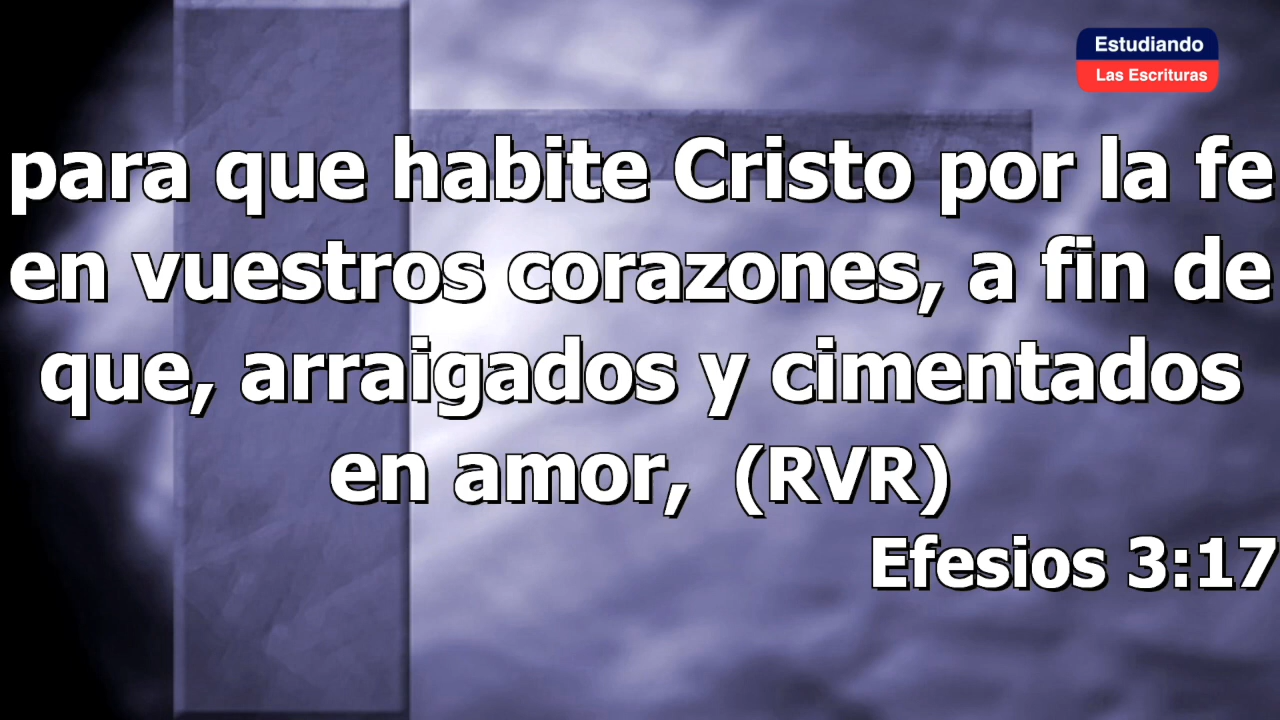 Estudiando
Las Escrituras
para que habite Cristo por la fe
en vuestros corazones, a fin de
que, arraigados y cimentados
en amor, (RVR)
Efesios 3:17